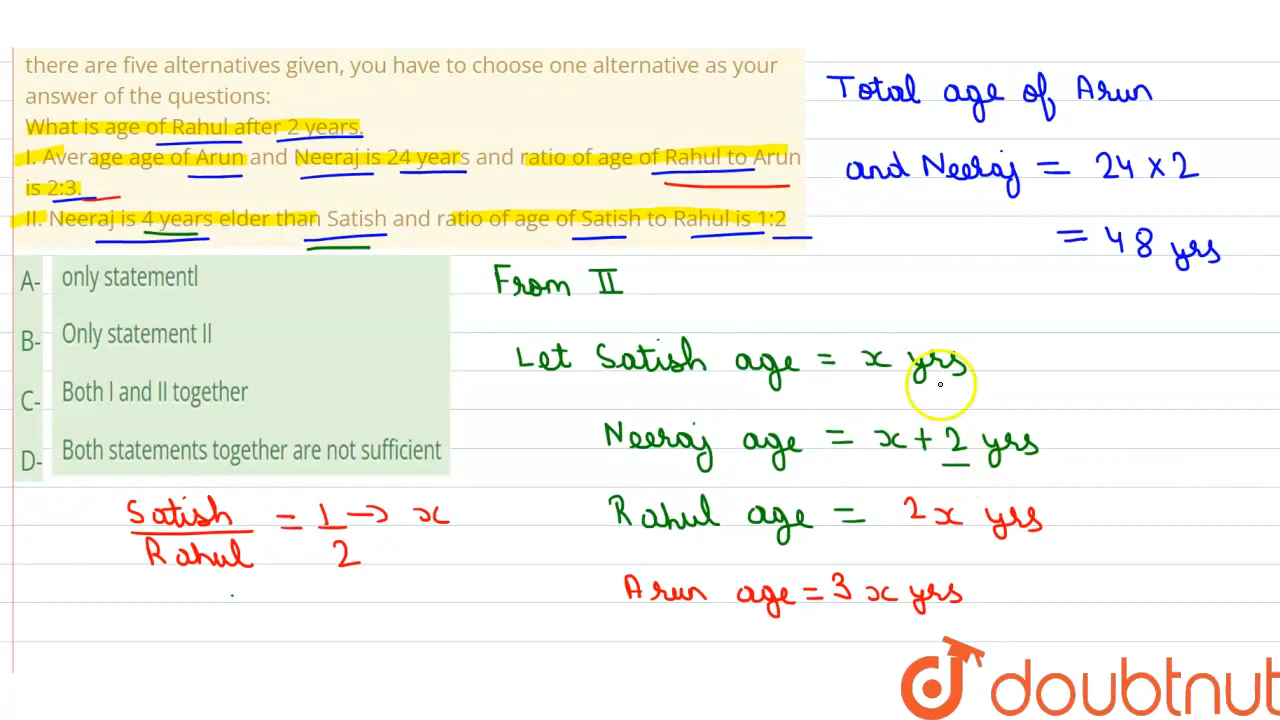 there are five alternatives given, you have to choose one alternative as your
answer of the questions:
What is age of Rahul after 2 years.
I. Average age of Arun and Neeraj is 24 years and ratio of age of Rahul to Arun
is 2:3.
II. Neeraj is 4 years elder than Satish and ratio of age of Satish to Rahul is 1:2
A- only statementI
B- Only statement II
C- Both I and II together
D- Both statements together are not sufficient
Total age of Arun
and Neeraj = 24 × 2
= 48 yrs
From II
Let Satish age = x yrs
Neeraj age = x + 2 yrs
Rahul age = 2x yrs
Arun age = 3x yrs
Satish = 1 → x
Rahul 2
doubtnut